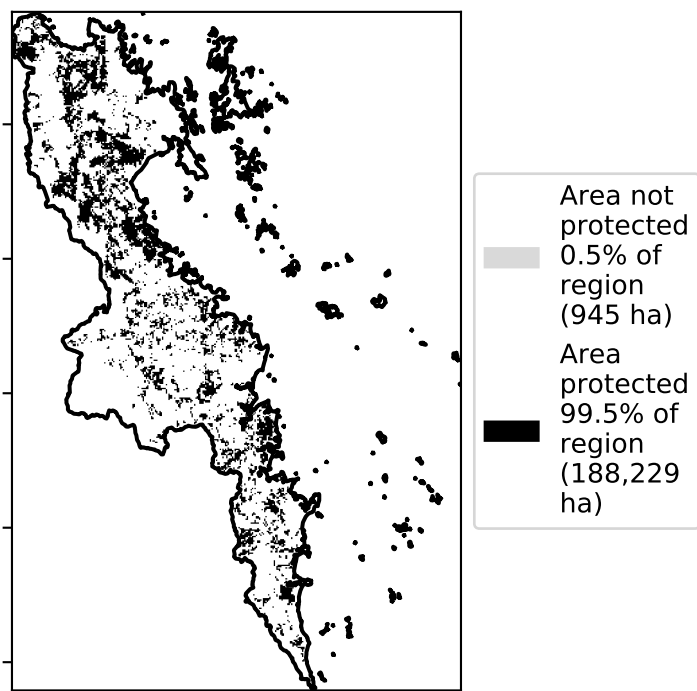 Area not
protected
0.5% of
region
(945 ha)
Area
protected
99.5% of
region
(188,229
ha)